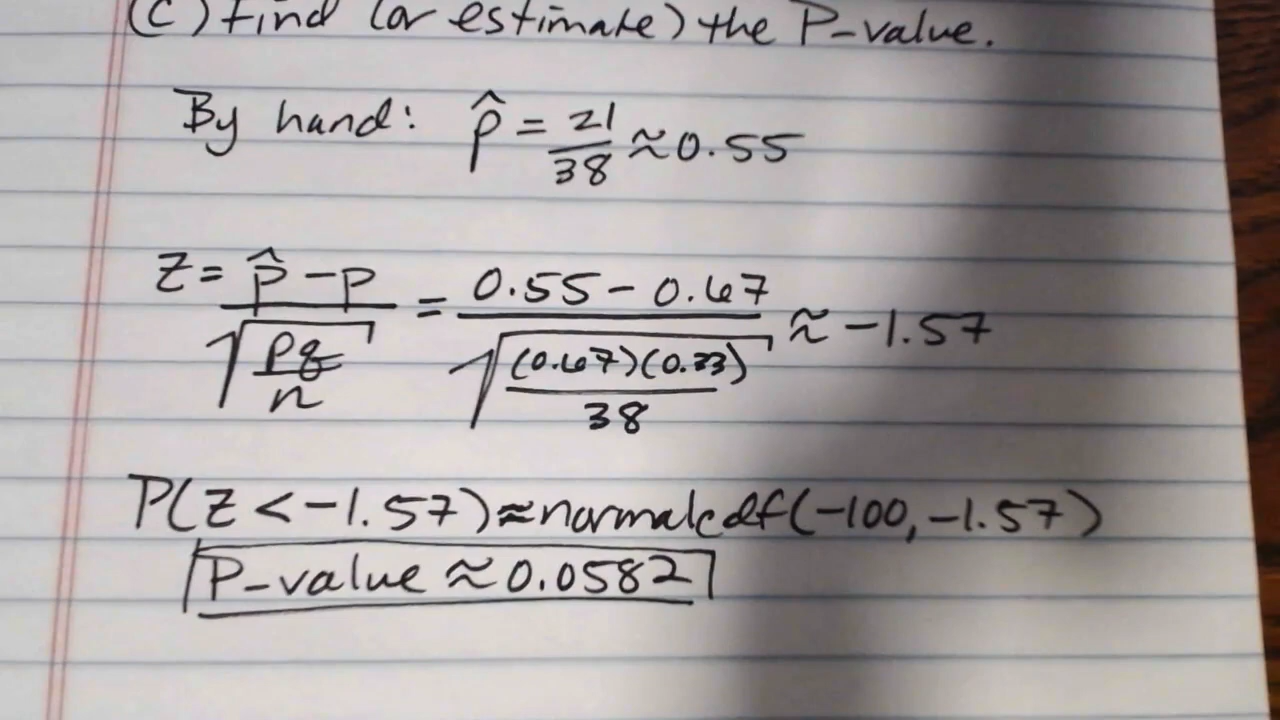 (c) Find (or estimate) the P-value.
By hand: p̂ = 21/38 ≈ 0.55
z = (p̂ - p)/√(pq/n) = (0.55 - 0.67)/√((0.67)(0.33)/38) ≈ -1.57
P(Z < -1.57) ≈ normalcdf(-100, -1.57)
P-value ≈ 0.0582